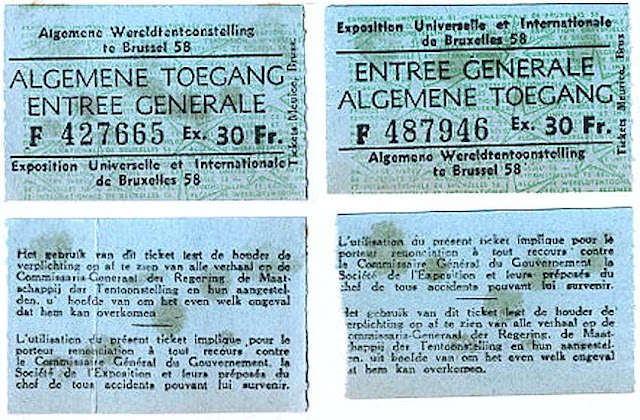 Algemene Wereldtentoonstelling
te Brussel 58
ALGEMENE TOEGANG
ENTREE GENERALE
F 427665 Ex. 30 Fr.
Exposition Universelle et Internationale
de Bruxelles 58
Tickets Meurice, Brux
Exposition Universelle et Internationale
de Bruxelles 58
ENTREE GENERALE
ALGEMENE TOEGANG
F 487946 Ex. 30 Fr.
Algemene Wereldtentoonstelling
te Brussel 58
Tickets Meurice, Brux
Het gebruik van dit ticket legt de houder de
verplichting op af te zien van alle verhaal op de
Commissaris-Generaal der Regering, de Maat-
schappij der Tentoonstelling en hun aangestel-
den, u' hoofde van om het even welk ongeval
dat hem kan overkomen
L'utilisation du présent ticket implique pour le
porteur renonciation à tout recours contre
le Commissaire Général du Gouvernement, la
Société de l'Exposition et leurs préposés du
chef de tous accidents pouvant lui survenir.
L'utilisation du présent ticket implique pour le
porteur renonciation à tout recours contre
le Commissaire Général du Gouvernement la
Société de l'Exposition et leurs préposés du
chef de tous accidents pouvant lui survenir.
Het gebruik van dit ticket legt de houder de
verplichting op af te zien van alle verhaal op de
ommissaris-Generaal der Regering, de Maat-
schappij der Tentoonstelling en hun aangestel-
den, uit hoofde van om het even welk ongeval
dat hem kan overkomen.